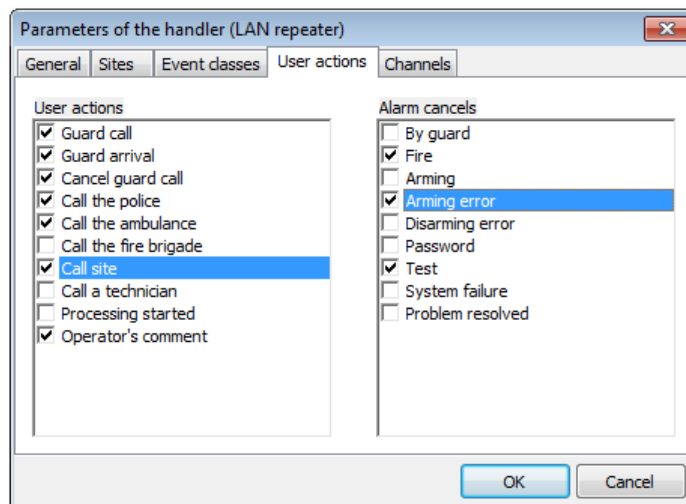 Parameters of the handler (LAN repeater)
General Sites Event classes User actions Channels
User actions
Guard call
Guard arrival
Cancel guard call
Call the police
Call the ambulance
Call the fire brigade
Call site
Call a technician
Processing started
Operator's comment
Alarm cancels
By guard
Fire
Arming
Arming error
Disarming error
Password
Test
System failure
Problem resolved
OK Cancel